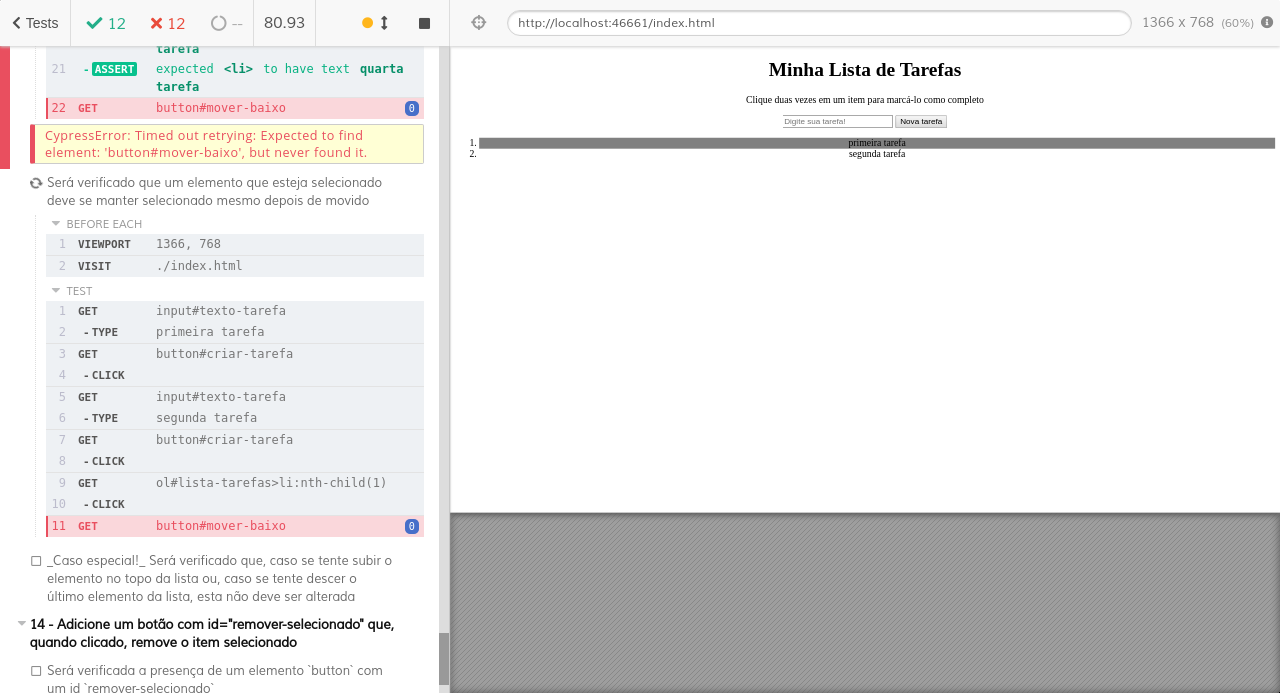 Tests 12 12 -- 80.93
http://localhost:46661/index.html 1366 x 768 (60%)
tarefa
21 - ASSERT expected <li> to have text quarta
tarefa
22 GET button#mover-baixo 0
CypressError: Timed out retrying: Expected to find
element: 'button#mover-baixo', but never found it.
Será verificado que um elemento que esteja selecionado
deve se manter selecionado mesmo depois de movido
BEFORE EACH
1 VIEWPORT 1366, 768
2 VISIT ./index.html
TEST
1 GET input#texto-tarefa
2 - TYPE primeira tarefa
3 GET button#criar-tarefa
4 - CLICK
5 GET input#texto-tarefa
6 - TYPE segunda tarefa
7 GET button#criar-tarefa
8 - CLICK
9 GET ol#lista-tarefas>li:nth-child(1)
10 - CLICK
11 GET button#mover-baixo 0
_Caso especial!_ Será verificado que, caso se tente subir o
elemento no topo da lista ou, caso se tente descer o
último elemento da lista, esta não deve ser alterada
14 - Adicione um botão com id="remover-selecionado" que,
quando clicado, remove o item selecionado
Será verificada a presença de um elemento `button` com
um id `remover-selecionado`
Minha Lista de Tarefas
Clique duas vezes em um item para marcá-lo como completo
Digite sua tarefa! Nova tarefa
1. primeira tarefa
2. segunda tarefa